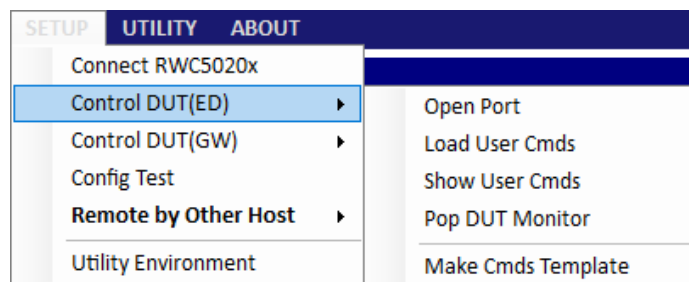 SETUP UTILITY ABOUT
Connect RWC5020x
Control DUT(ED)
Control DUT(GW)
Config Test
Remote by Other Host
Utility Environment
Open Port
Load User Cmds
Show User Cmds
Pop DUT Monitor
Make Cmds Template